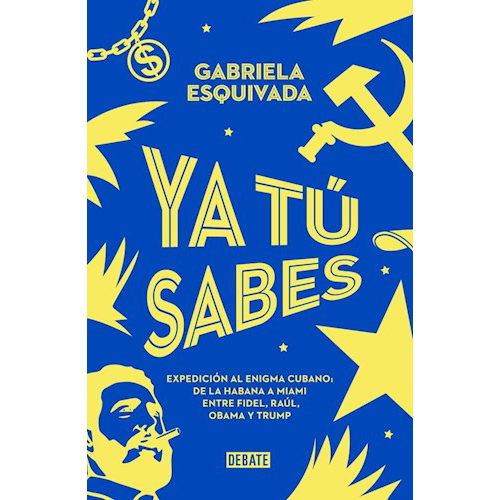 $
GABRIELA
ESQUIVADA
YA TÚ
SABES
EXPEDICIÓN AL ENIGMA CUBANO:
DE LA HABANA A MIAMI
ENTRE FIDEL, RAÚL,
OBAMA Y TRUMP
DEBATE